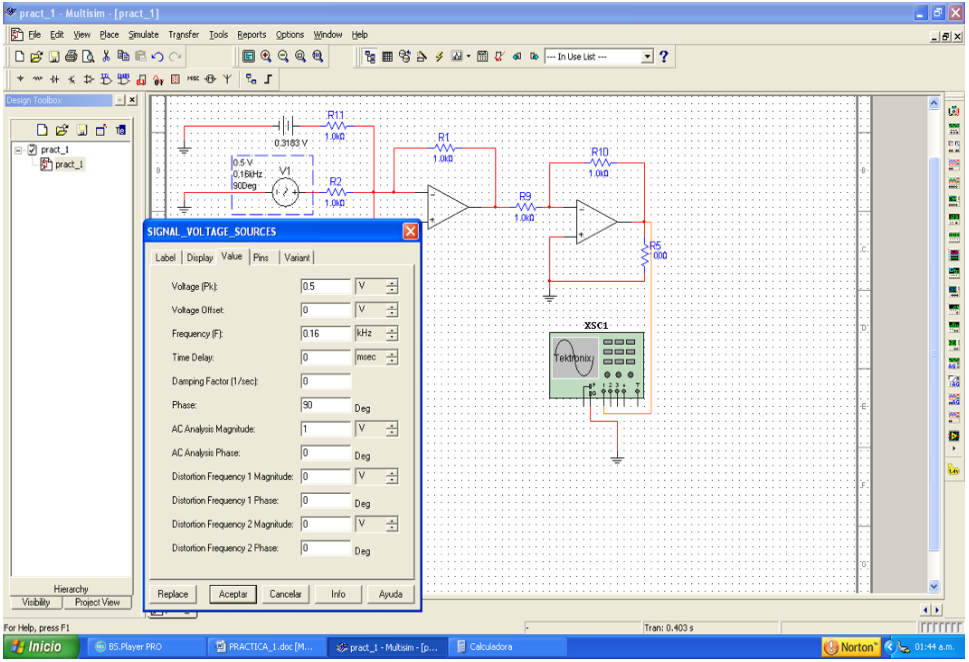 pract_1 - Multisim - [pract_1]
File Edit View Place Simulate Transfer Tools Reports Options Window Help
--- In Use List ---
?
MISC
Design Toolbox
pract_1
pract_1
Hierarchy
Visibility Project View
R11
1.0kΩ
0.3183 V
0.5 V
0.16kHz
90Deg
V1
R2
1.0kΩ
R1
1.0kΩ
R10
1.0kΩ
R9
1.0kΩ
R5
XSC1
Tektronix
B
C
D
E
F
G
SIGNAL_VOLTAGE_SOURCES
Label Display Value Pins Variant
Voltage (Pk): 0.5 V
Voltage Offset: 0 V
Frequency (F): 0.16 kHz
Time Delay: 0 msec
Damping Factor (1/sec): 0
Phase: 90 Deg
AC Analysis Magnitude: 1 V
AC Analysis Phase: 0 Deg
Distortion Frequency 1 Magnitude: 0 V
Distortion Frequency 1 Phase: 0 Deg
Distortion Frequency 2 Magnitude: 0 V
Distortion Frequency 2 Phase: 0 Deg
Replace Aceptar Cancelar Info Ayuda
For Help, press F1
-
Tran: 0.403 s
Inicio BS.Player PRO PRACTICA_1.doc [M... pract_1 - Multisim - [p... Calculadora Norton™ 01:44 a.m.